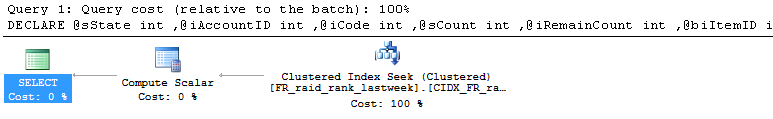 Query 1: Query cost (relative to the batch): 100%
DECLARE @sState int ,@iAccountID int ,@iCode int ,@sCount int ,@iRemainCount int ,@biItemID i
SELECT
Cost: 0 %
Compute Scalar
Cost: 0 %
Clustered Index Seek (Clustered)
[FR_raid_rank_lastweek].[CIDX_FR_ra…
Cost: 100 %